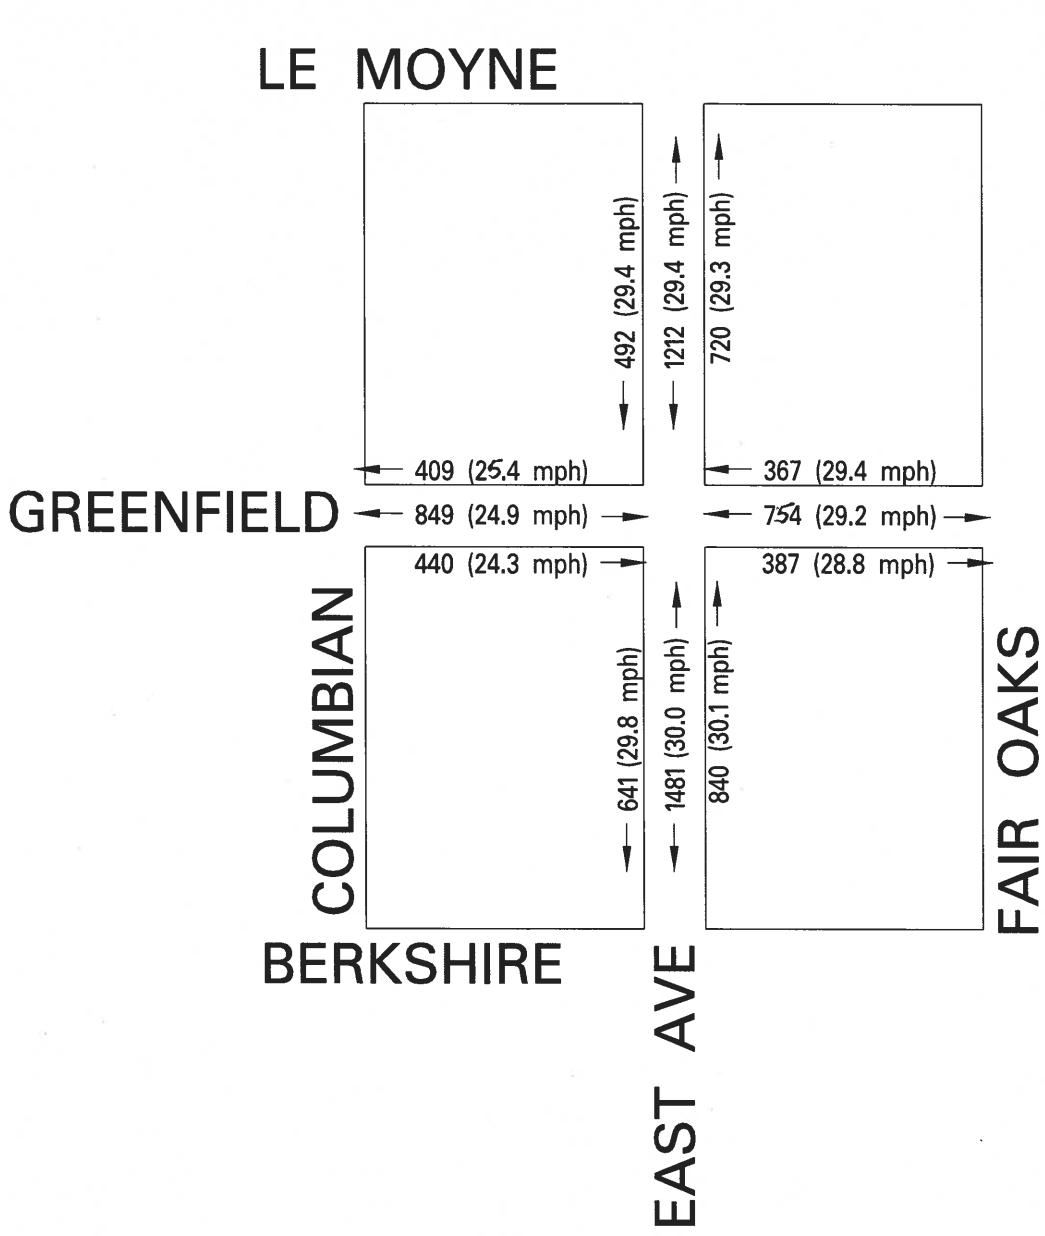 LE MOYNE
492 (29.4 mph)
1212 (29.4 mph)
720 (29.3 mph)
409 (25.4 mph)
367 (29.4 mph)
GREENFIELD
849 (24.9 mph)
754 (29.2 mph)
440 (24.3 mph)
387 (28.8 mph)
COLUMBIAN
641 (29.8 mph)
1481 (30.0 mph)
840 (30.1 mph)
FAIR OAKS
BERKSHIRE
EAST AVE